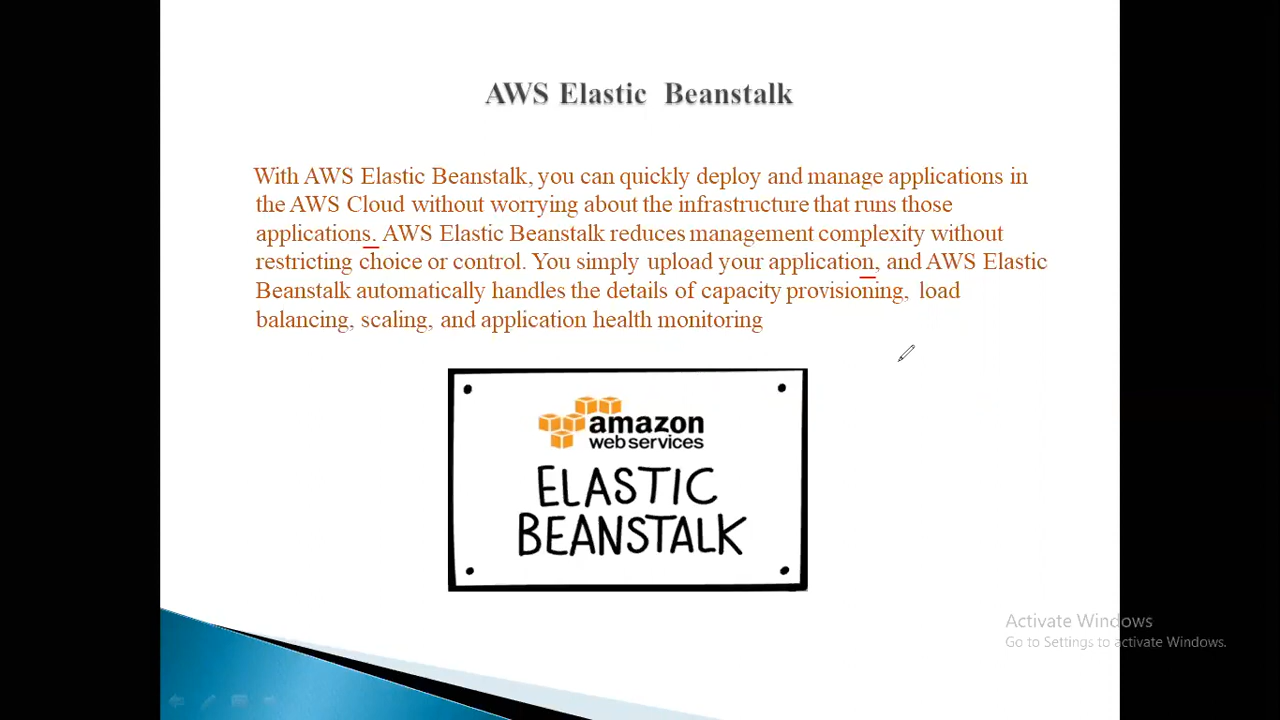 AWS Elastic Beanstalk
With AWS Elastic Beanstalk, you can quickly deploy and manage applications in
the AWS Cloud without worrying about the infrastructure that runs those
applications. AWS Elastic Beanstalk reduces management complexity without
restricting choice or control. You simply upload your application, and AWS Elastic
Beanstalk automatically handles the details of capacity provisioning, load
balancing, scaling, and application health monitoring
amazon
web services
ELASTIC
BEANSTALK
Activate Windows
Go to Settings to activate Windows.